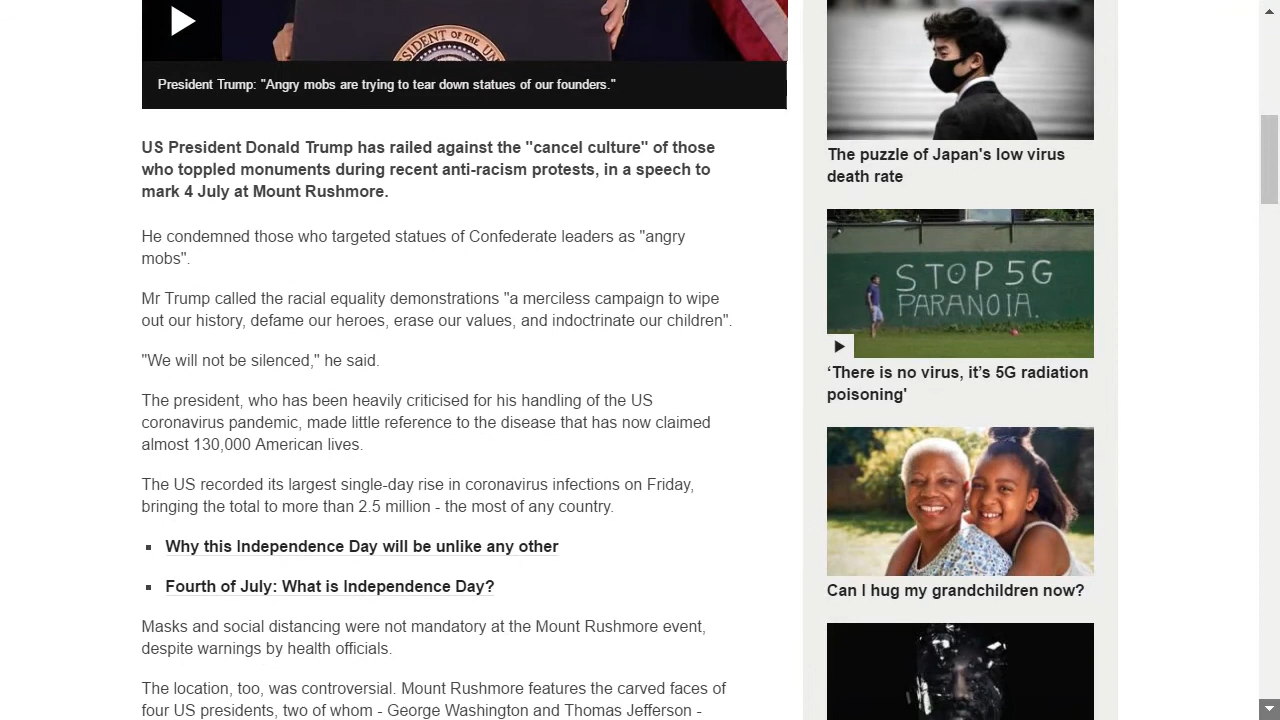 PRESIDENT OF THE UN
President Trump: "Angry mobs are trying to tear down statues of our founders."
US President Donald Trump has railed against the "cancel culture" of those
who toppled monuments during recent anti-racism protests, in a speech to
mark 4 July at Mount Rushmore.
He condemned those who targeted statues of Confederate leaders as "angry
mobs".
Mr Trump called the racial equality demonstrations "a merciless campaign to wipe
out our history, defame our heroes, erase our values, and indoctrinate our children".
"We will not be silenced," he said.
The president, who has been heavily criticised for his handling of the US
coronavirus pandemic, made little reference to the disease that has now claimed
almost 130,000 American lives.
The US recorded its largest single-day rise in coronavirus infections on Friday,
bringing the total to more than 2.5 million - the most of any country.
Why this Independence Day will be unlike any other
Fourth of July: What is Independence Day?
Masks and social distancing were not mandatory at the Mount Rushmore event,
despite warnings by health officials.
The location, too, was controversial. Mount Rushmore features the carved faces of
four US presidents, two of whom - George Washington and Thomas Jefferson -
The puzzle of Japan's low virus
death rate
STOP 5G
PARANOIA.
‘There is no virus, it’s 5G radiation
poisoning'
Can I hug my grandchildren now?